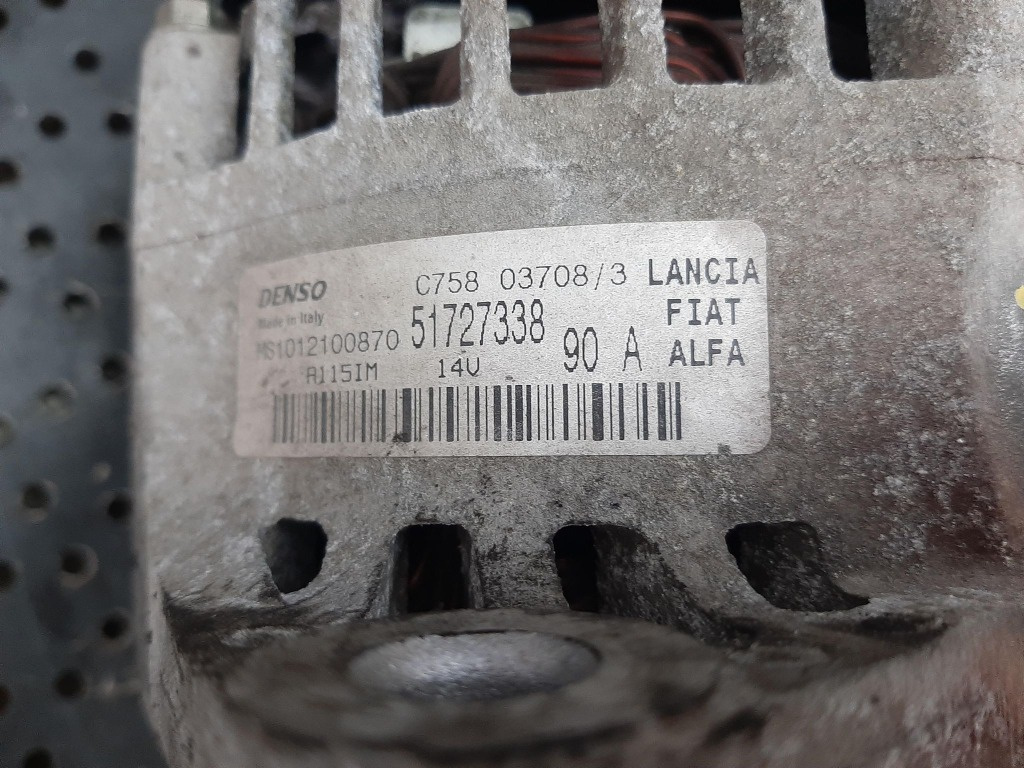 DENSO C758 03708/3 LANCIA
Made in Italy 51727338 FIAT
MS1012100870 90 A ALFA
A115IM 14V